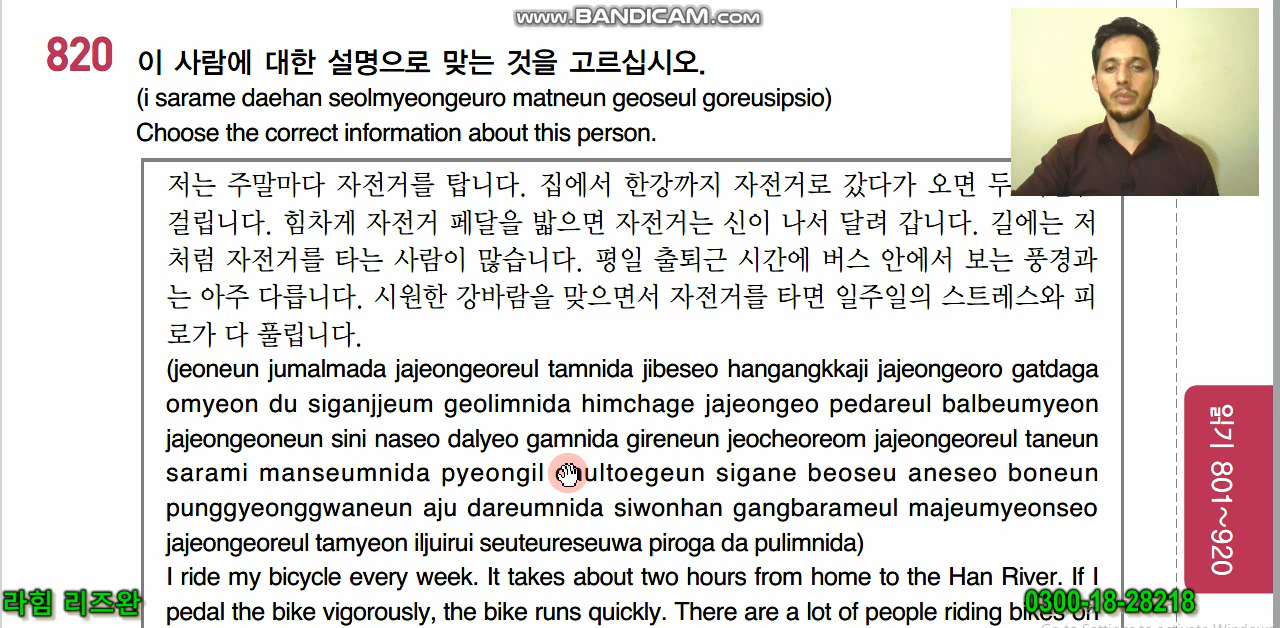 www.BANDICAM.com
820 이 사람에 대한 설명으로 맞는 것을 고르십시오.
(i sarame daehan seolmyeongeuro matneun geoseul goreusipsio)
Choose the correct information about this person.
저는 주말마다 자전거를 탑니다. 집에서 한강까지 자전거로 갔다가 오면 두
걸립니다. 힘차게 자전거 페달을 밟으면 자전거는 신이 나서 달려 갑니다. 길에는 저
처럼 자전거를 타는 사람이 많습니다. 평일 출퇴근 시간에 버스 안에서 보는 풍경과
는 아주 다릅니다. 시원한 강바람을 맞으면서 자전거를 타면 일주일의 스트레스와 피
로가 다 풀립니다.
(jeoneun jumalmada jajeongeoreul tamnida jibeseo hangangkkaji jajeongeoro gatdaga
omyeon du siganjjeum geolimnida himchage jajeongeo pedareul balbeumyeon
jajeongeoneun sini naseo dalyeo gamnida gireneun jeocheoreom jajeongeoreul taneun
sarami manseumnida pyeongil sigane beoseu aneseo boneun
punggyeonggwaneun aju dareumnida siwonhan gangbarameul majeumyeonseo
jajeongeoreul tamyeon iljuirui seuteureseuwa piroga da pulimnida)
I ride my bicycle every week. It takes about two hours from home to the Han River. If I
pedal the bike vigorously, the bike runs quickly. There are a lot of people riding bikes on
읽기 801~920
라힘 리즈완
0300-18-28218